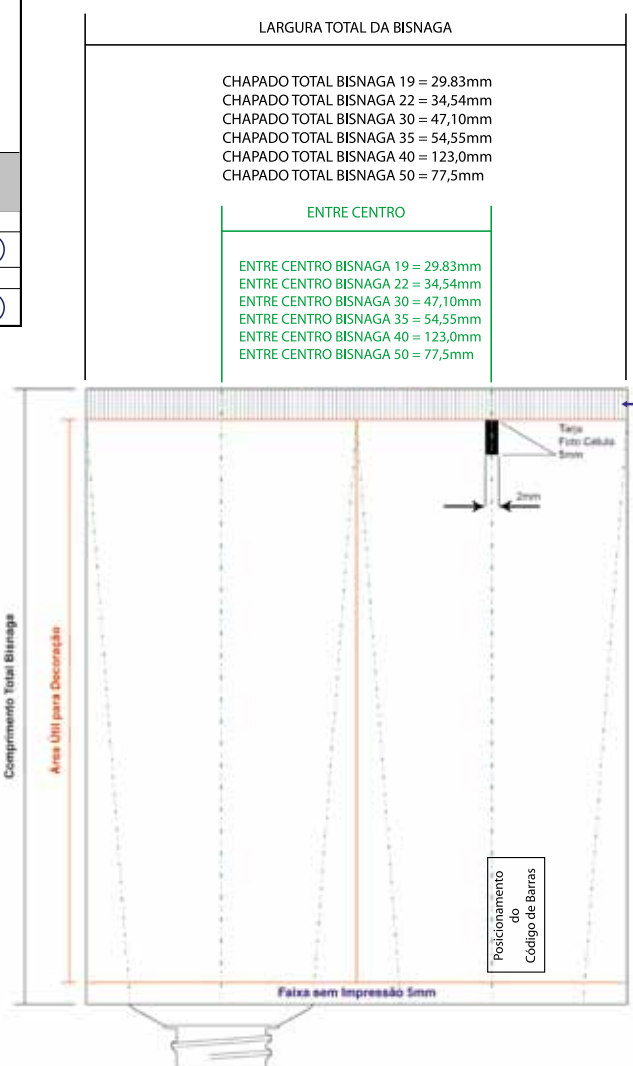 LARGURA TOTAL DA BISNAGA
CHAPADO TOTAL BISNAGA 19 = 29.83mm
CHAPADO TOTAL BISNAGA 22 = 34,54mm
CHAPADO TOTAL BISNAGA 30 = 47,10mm
CHAPADO TOTAL BISNAGA 35 = 54,55mm
CHAPADO TOTAL BISNAGA 40 = 123,0mm
CHAPADO TOTAL BISNAGA 50 = 77,5mm
ENTRE CENTRO
ENTRE CENTRO BISNAGA 19 = 29.83mm
ENTRE CENTRO BISNAGA 22 = 34,54mm
ENTRE CENTRO BISNAGA 30 = 47,10mm
ENTRE CENTRO BISNAGA 35 = 54,55mm
ENTRE CENTRO BISNAGA 40 = 123,0mm
ENTRE CENTRO BISNAGA 50 = 77,5mm
Tarja
Foto Célula
5mm
2mm
Comprimento Total Bisnaga
Área Útil para Decoração
Posicionamento
do
Código de Barras
Faixa sem Impressão 5mm